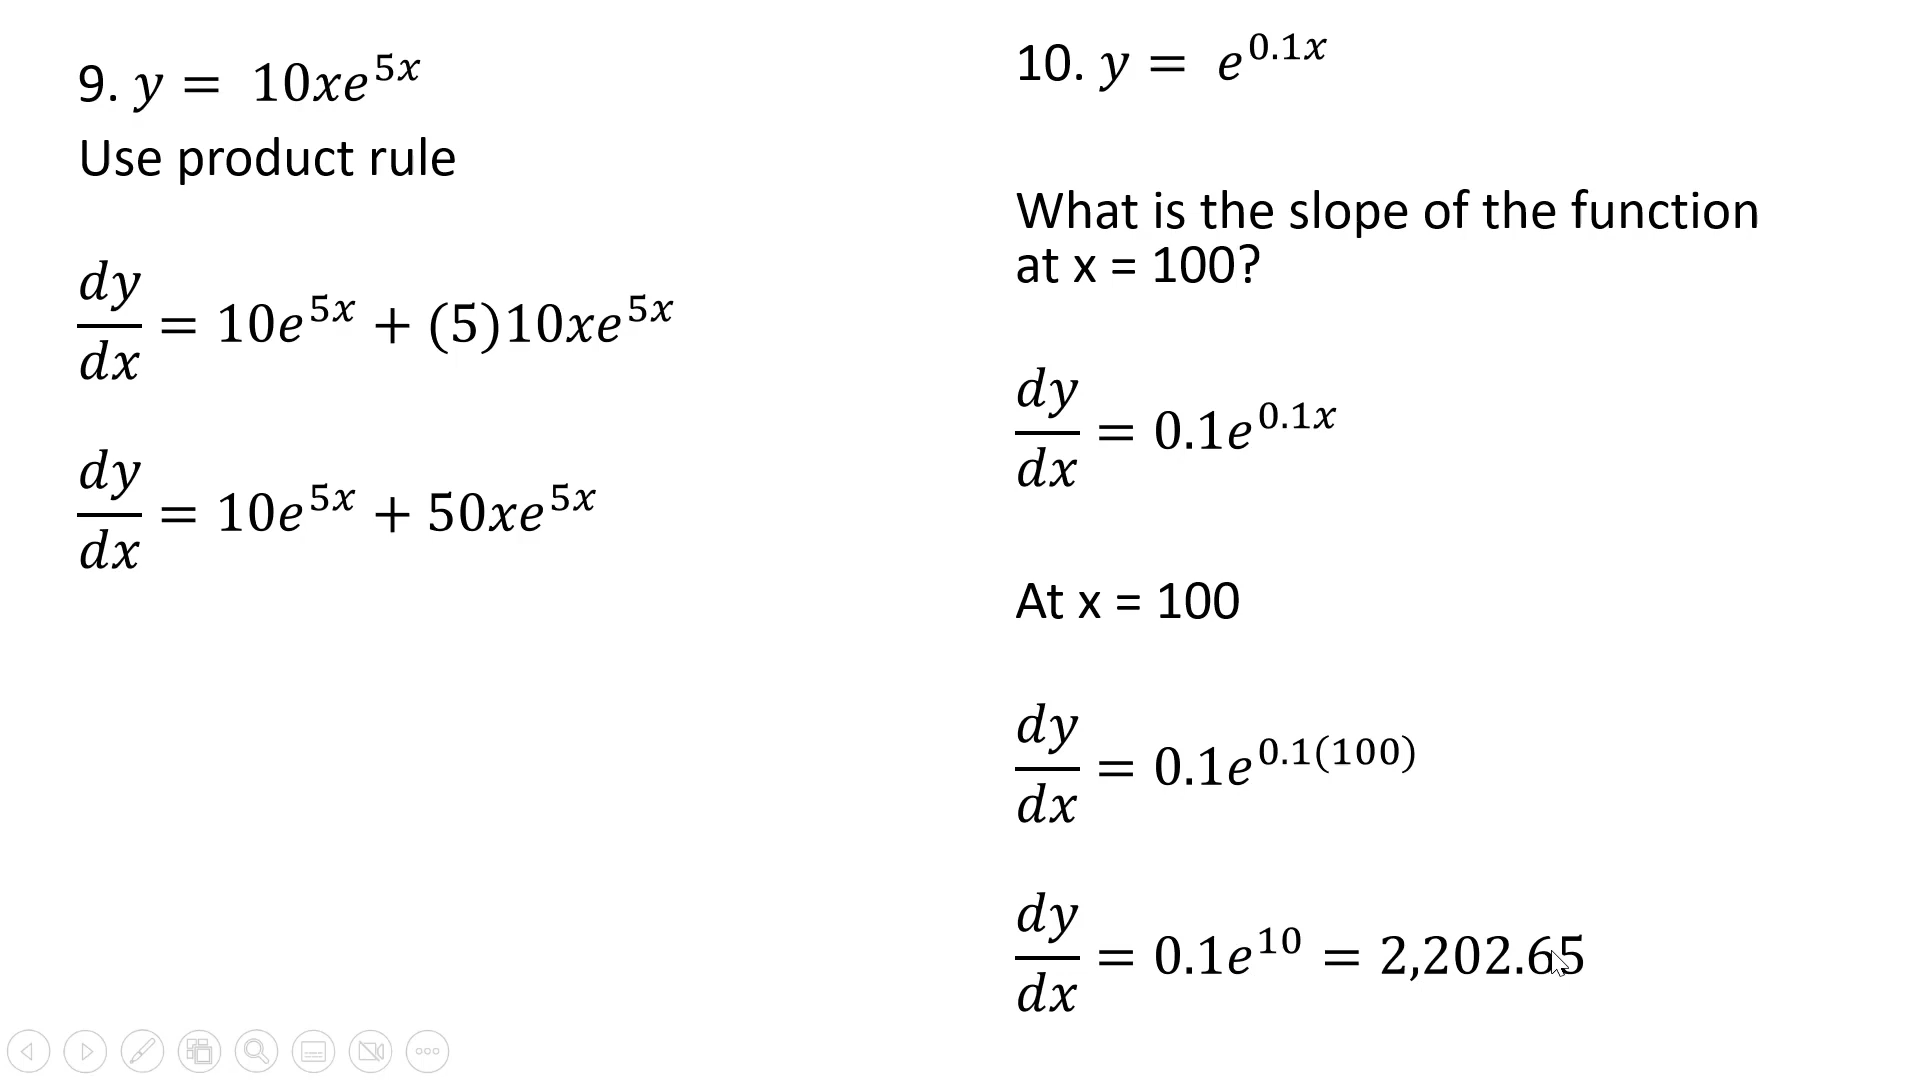 9. y = 10xe^{5x}
Use product rule
dy/dx = 10e^{5x} + (5)10xe^{5x}
dy/dx = 10e^{5x} + 50xe^{5x}
10. y = e^{0.1x}
What is the slope of the function
at x = 100?
dy/dx = 0.1e^{0.1x}
At x = 100
dy/dx = 0.1e^{0.1(100)}
dy/dx = 0.1e^{10} = 2,202.65